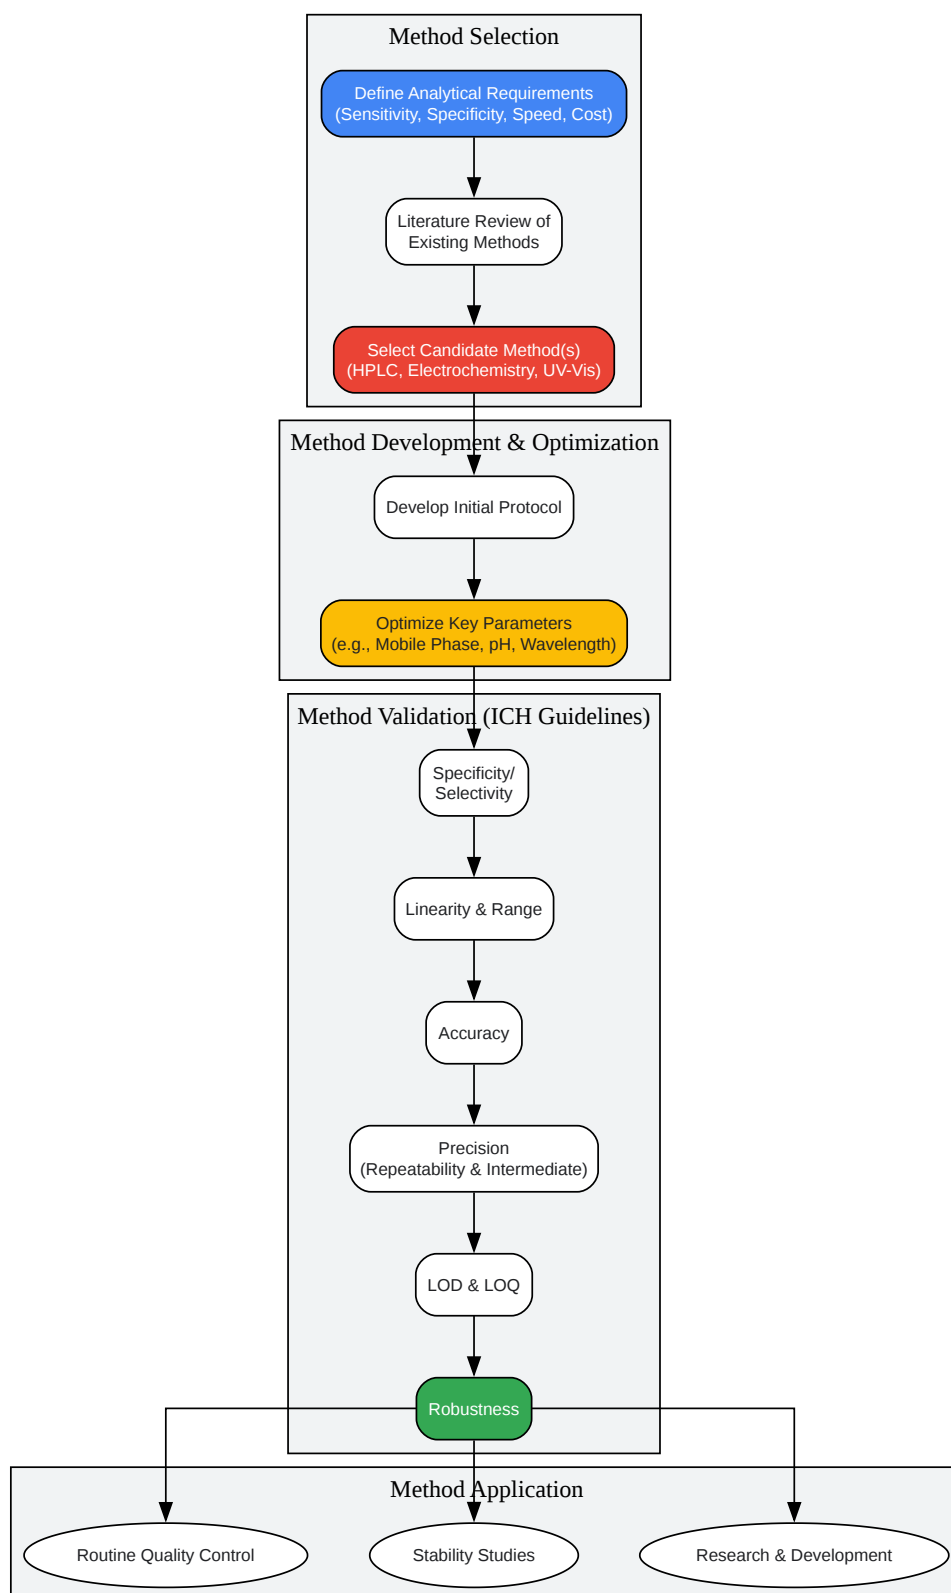 Method Selection
Define Analytical Requirements
(Sensitivity, Specificity, Speed, Cost)
Literature Review of
Existing Methods
Select Candidate Method(s)
(HPLC, Electrochemistry, UV-Vis)
Method Development & Optimization
Develop Initial Protocol
Optimize Key Parameters
(e.g., Mobile Phase, pH, Wavelength)
Method Validation (ICH Guidelines)
Specificity/
Selectivity
Linearity & Range
Accuracy
Precision
(Repeatability & Intermediate)
LOD & LOQ
Robustness
Method Application
Routine Quality Control
Stability Studies
Research & Development